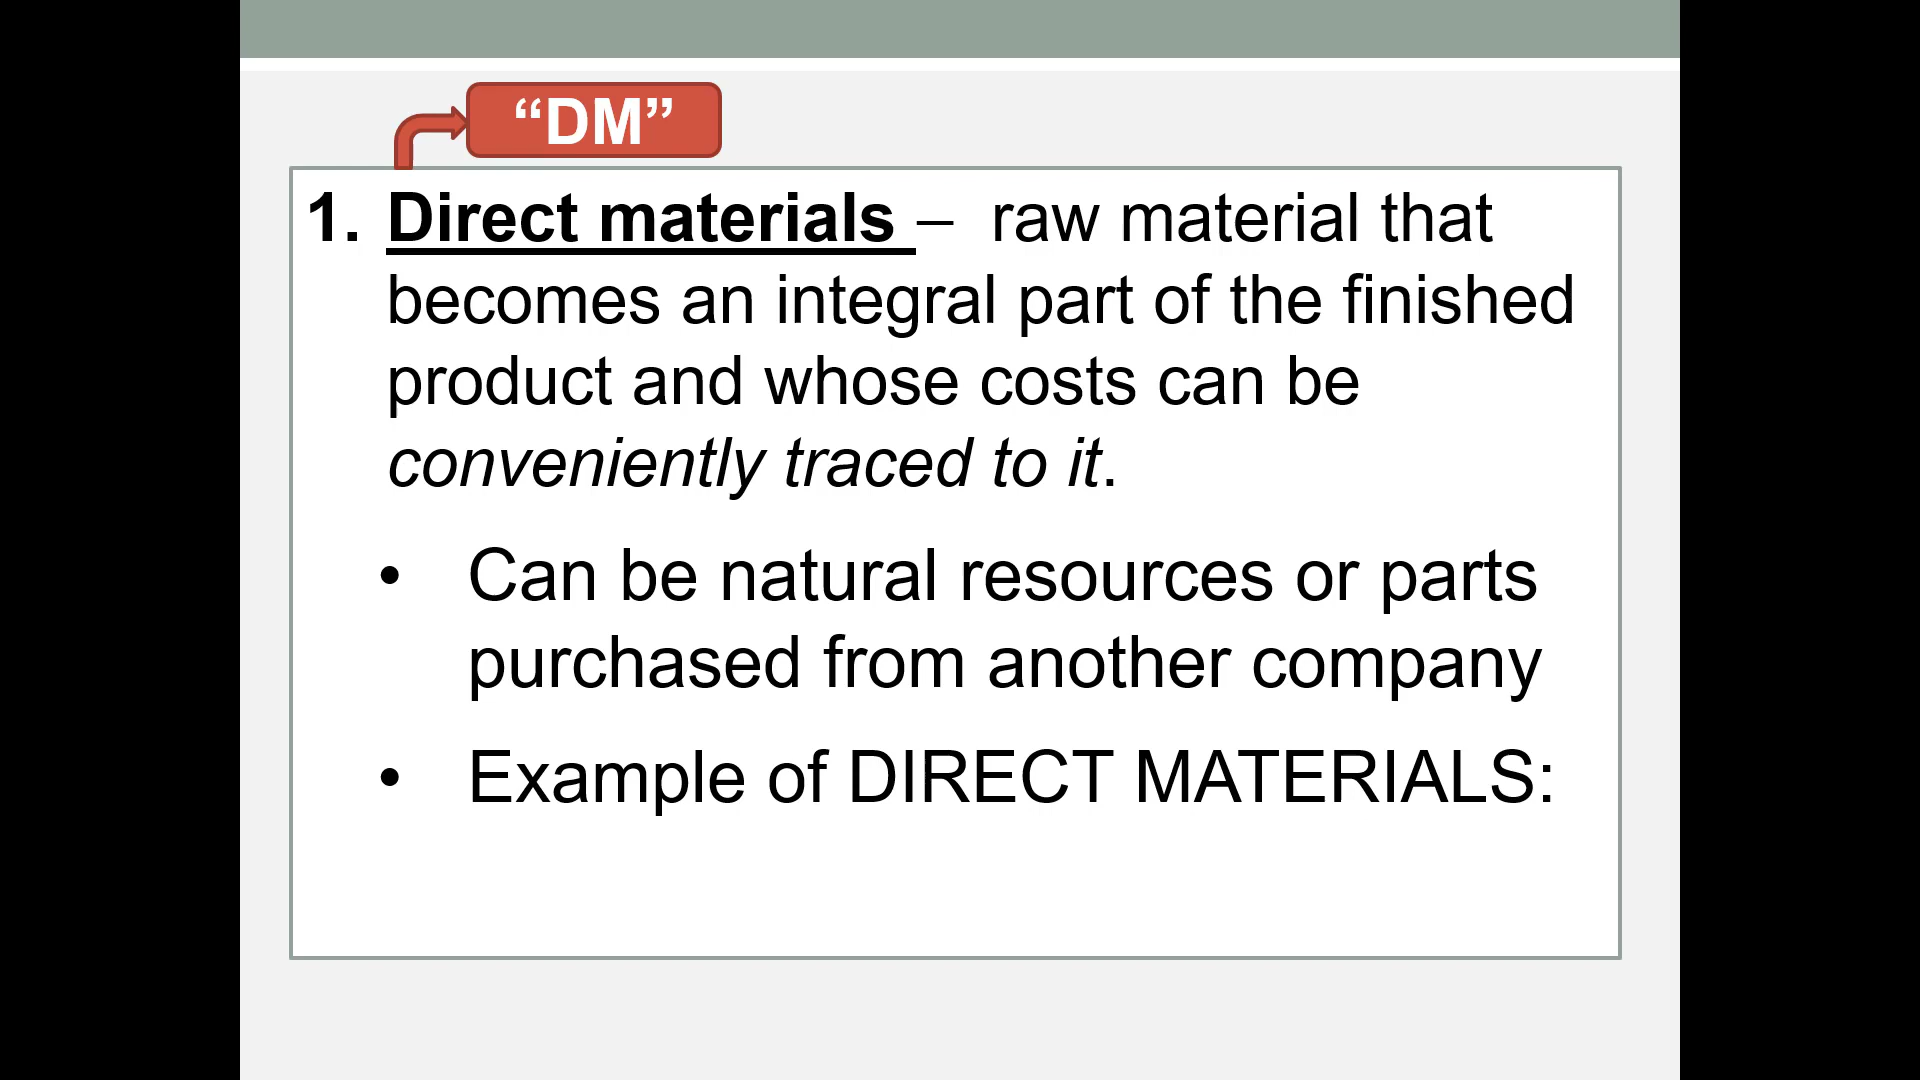 “DM”
1. Direct materials – raw material that
becomes an integral part of the finished
product and whose costs can be
conveniently traced to it.
• Can be natural resources or parts
purchased from another company
• Example of DIRECT MATERIALS: